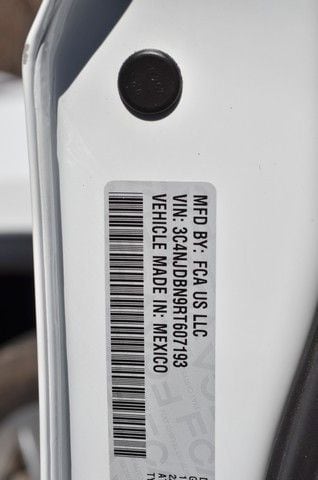 MFD BY: FCA US LLC
VIN: 3C4NJDBN9RT607193
VEHICLE MADE IN: MEXICO